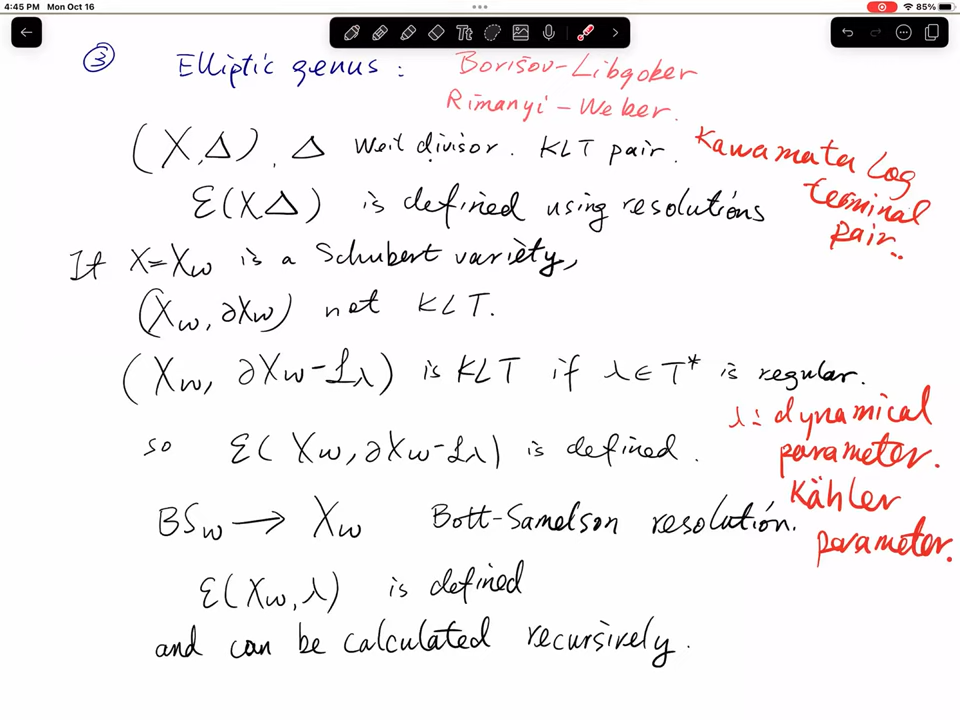 4:45 PM Mon Oct 16
85%
Tt
③ Elliptic genus: Borisov-Libgober
Rimanyi-Weber.
(X,Δ), Δ Weil divisor. KLT pair. Kawamata Log
terminal
pair..
ℰ(X,Δ) is defined using resolutions
If X=Xw is a Schubert variety,
(Xw, ∂Xw) not KLT.
(Xw, ∂Xw-ℒλ) is KLT if λ∈T* is regular.
λ: dynamical
parameter.
Kähler
parameter.
so ℰ(Xw, ∂Xw-ℒλ) is defined.
BSw → Xw Bott-Samelson resolution.
ℰ(Xw, λ) is defined
and can be calculated recursively.